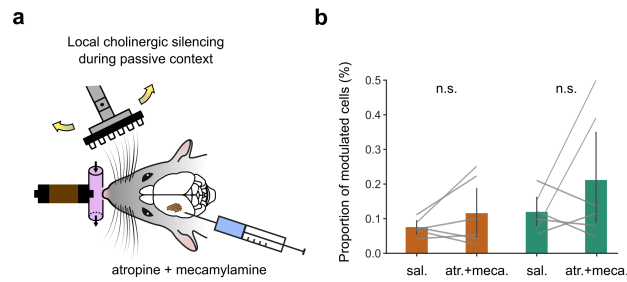 a
Local cholinergic silencing
during passive context
atropine + mecamylamine
b
Proportion of modulated cells (%)
0.5
0.4
0.3
0.2
0.1
0.0
n.s.
n.s.
sal.
atr.+meca.
sal.
atr.+meca.